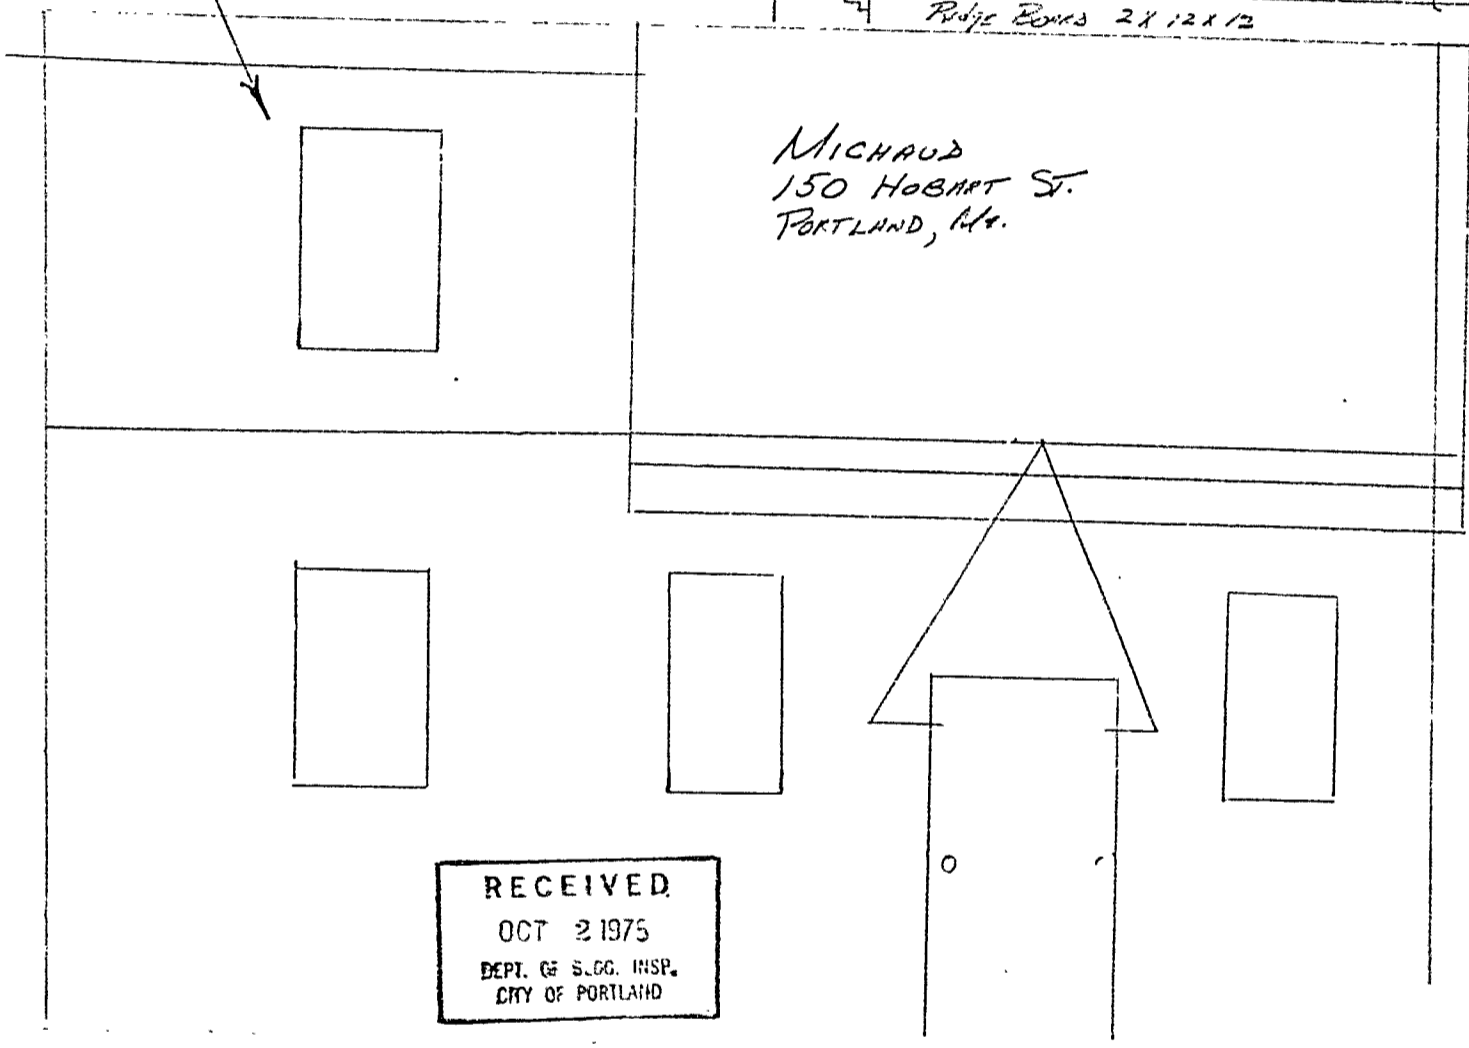 Ridge Board 2 X 12 X 12
MICHAUD
150 HOBART ST.
PORTLAND, Me.
RECEIVED
OCT 2 1975
DEPT. OF BLDG. INSP.
CITY OF PORTLAND